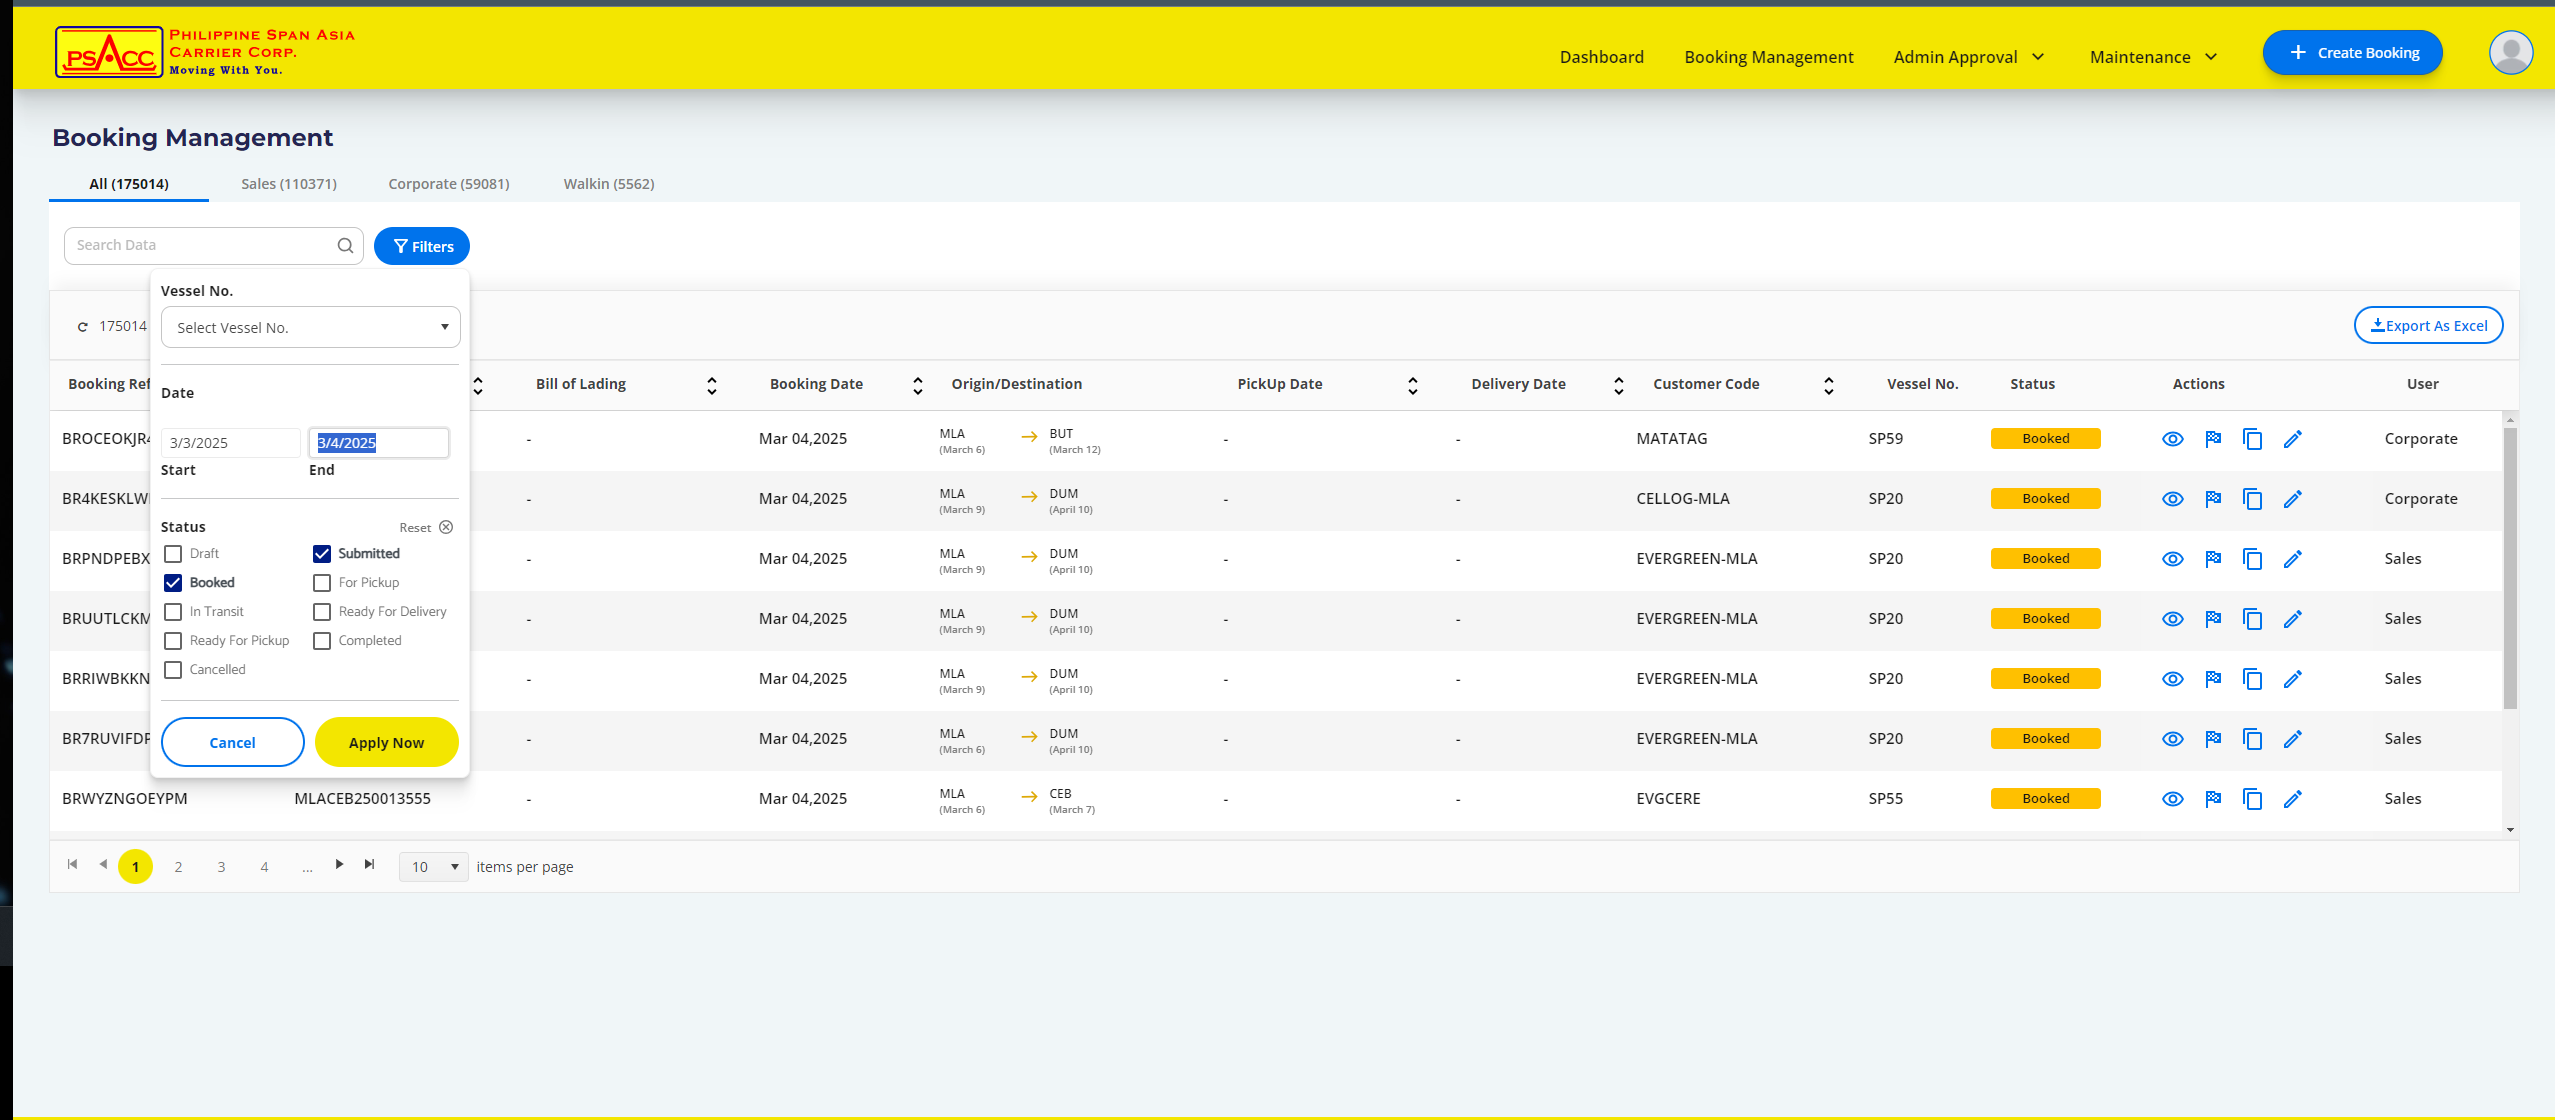 PSACC
PHILIPPINE SPAN ASIA
CARRIER CORP.
Moving With You.
Dashboard
Booking Management
Admin Approval
Maintenance
+ Create Booking
Booking Management
All (175014)
Sales (110371)
Corporate (59081)
Walkin (5562)
Search Data
Filters
Vessel No.
Select Vessel No.
Date
3/3/2025
3/4/2025
Start
End
Status
Reset
Draft
Submitted
Booked
For Pickup
In Transit
Ready For Delivery
Ready For Pickup
Completed
Cancelled
Cancel
Apply Now
175014
Export As Excel
Booking Ref Bill of Lading Booking Date Origin/Destination PickUp Date Delivery Date Customer Code Vessel No. Status Actions User
BROCEOKJR4 - Mar 04,2025 MLA (March 6) → BUT (March 12) - - MATATAG SP59 Booked Corporate
BR4KESKLW - Mar 04,2025 MLA (March 9) → DUM (April 10) - - CELLOG-MLA SP20 Booked Corporate
BRPNDPEBX - Mar 04,2025 MLA (March 9) → DUM (April 10) - - EVERGREEN-MLA SP20 Booked Sales
BRUUTLCKM - Mar 04,2025 MLA (March 9) → DUM (April 10) - - EVERGREEN-MLA SP20 Booked Sales
BRRIWBKKN - Mar 04,2025 MLA (March 9) → DUM (April 10) - - EVERGREEN-MLA SP20 Booked Sales
BR7RUVIFDP - Mar 04,2025 MLA (March 6) → DUM (April 10) - - EVERGREEN-MLA SP20 Booked Sales
BRWYZNGOEYPM MLACEB250013555 - Mar 04,2025 MLA (March 6) → CEB (March 7) - - EVGCERE SP55 Booked Sales
1 2 3 4 ... 10 items per page